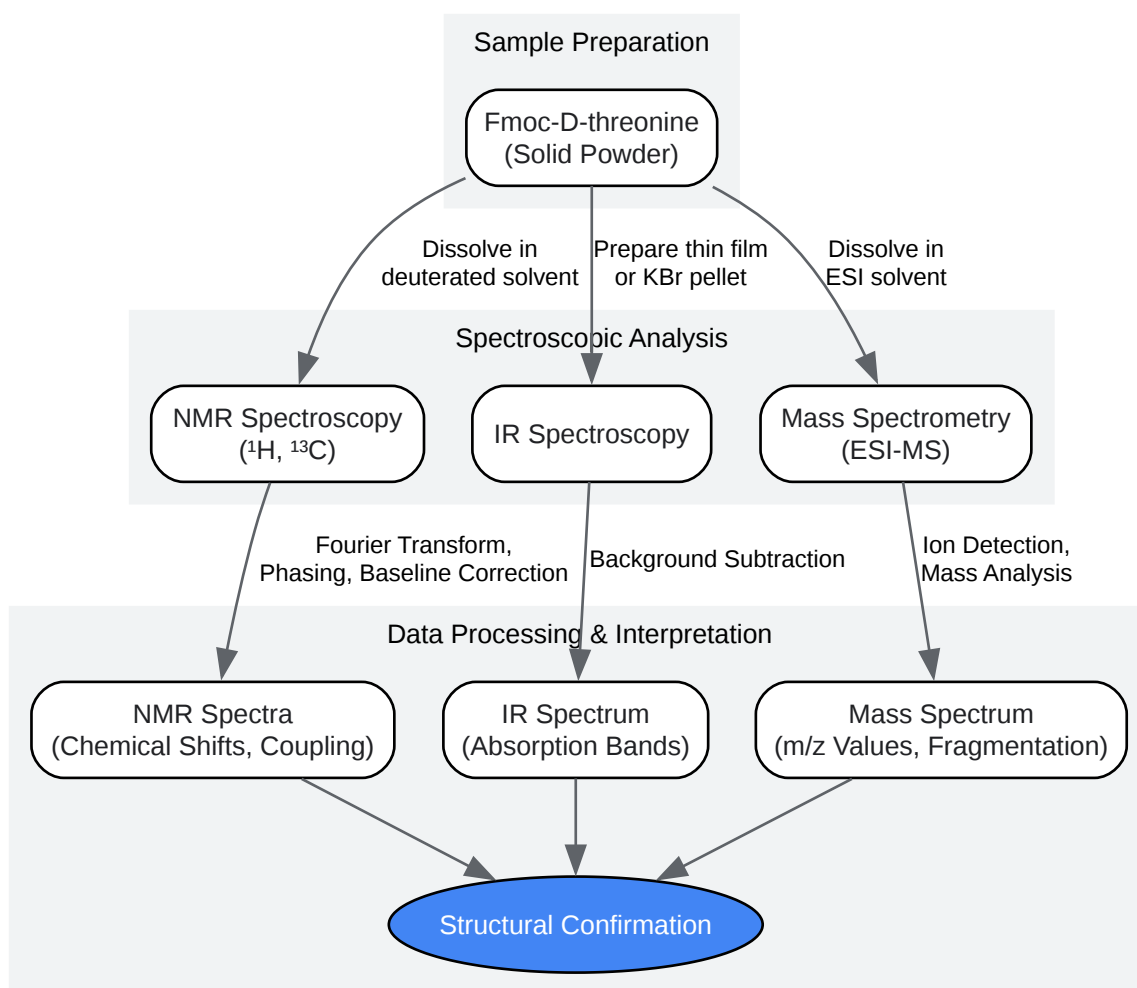 Sample Preparation
Fmoc-D-threonine
(Solid Powder)
Dissolve in
deuterated solvent
Prepare thin film
or KBr pellet
Dissolve in
ESI solvent
Spectroscopic Analysis
NMR Spectroscopy
(¹H, ¹³C)
IR Spectroscopy
Mass Spectrometry
(ESI-MS)
Fourier Transform,
Phasing, Baseline Correction
Background Subtraction
Ion Detection,
Mass Analysis
Data Processing & Interpretation
NMR Spectra
(Chemical Shifts, Coupling)
IR Spectrum
(Absorption Bands)
Mass Spectrum
(m/z Values, Fragmentation)
Structural Confirmation